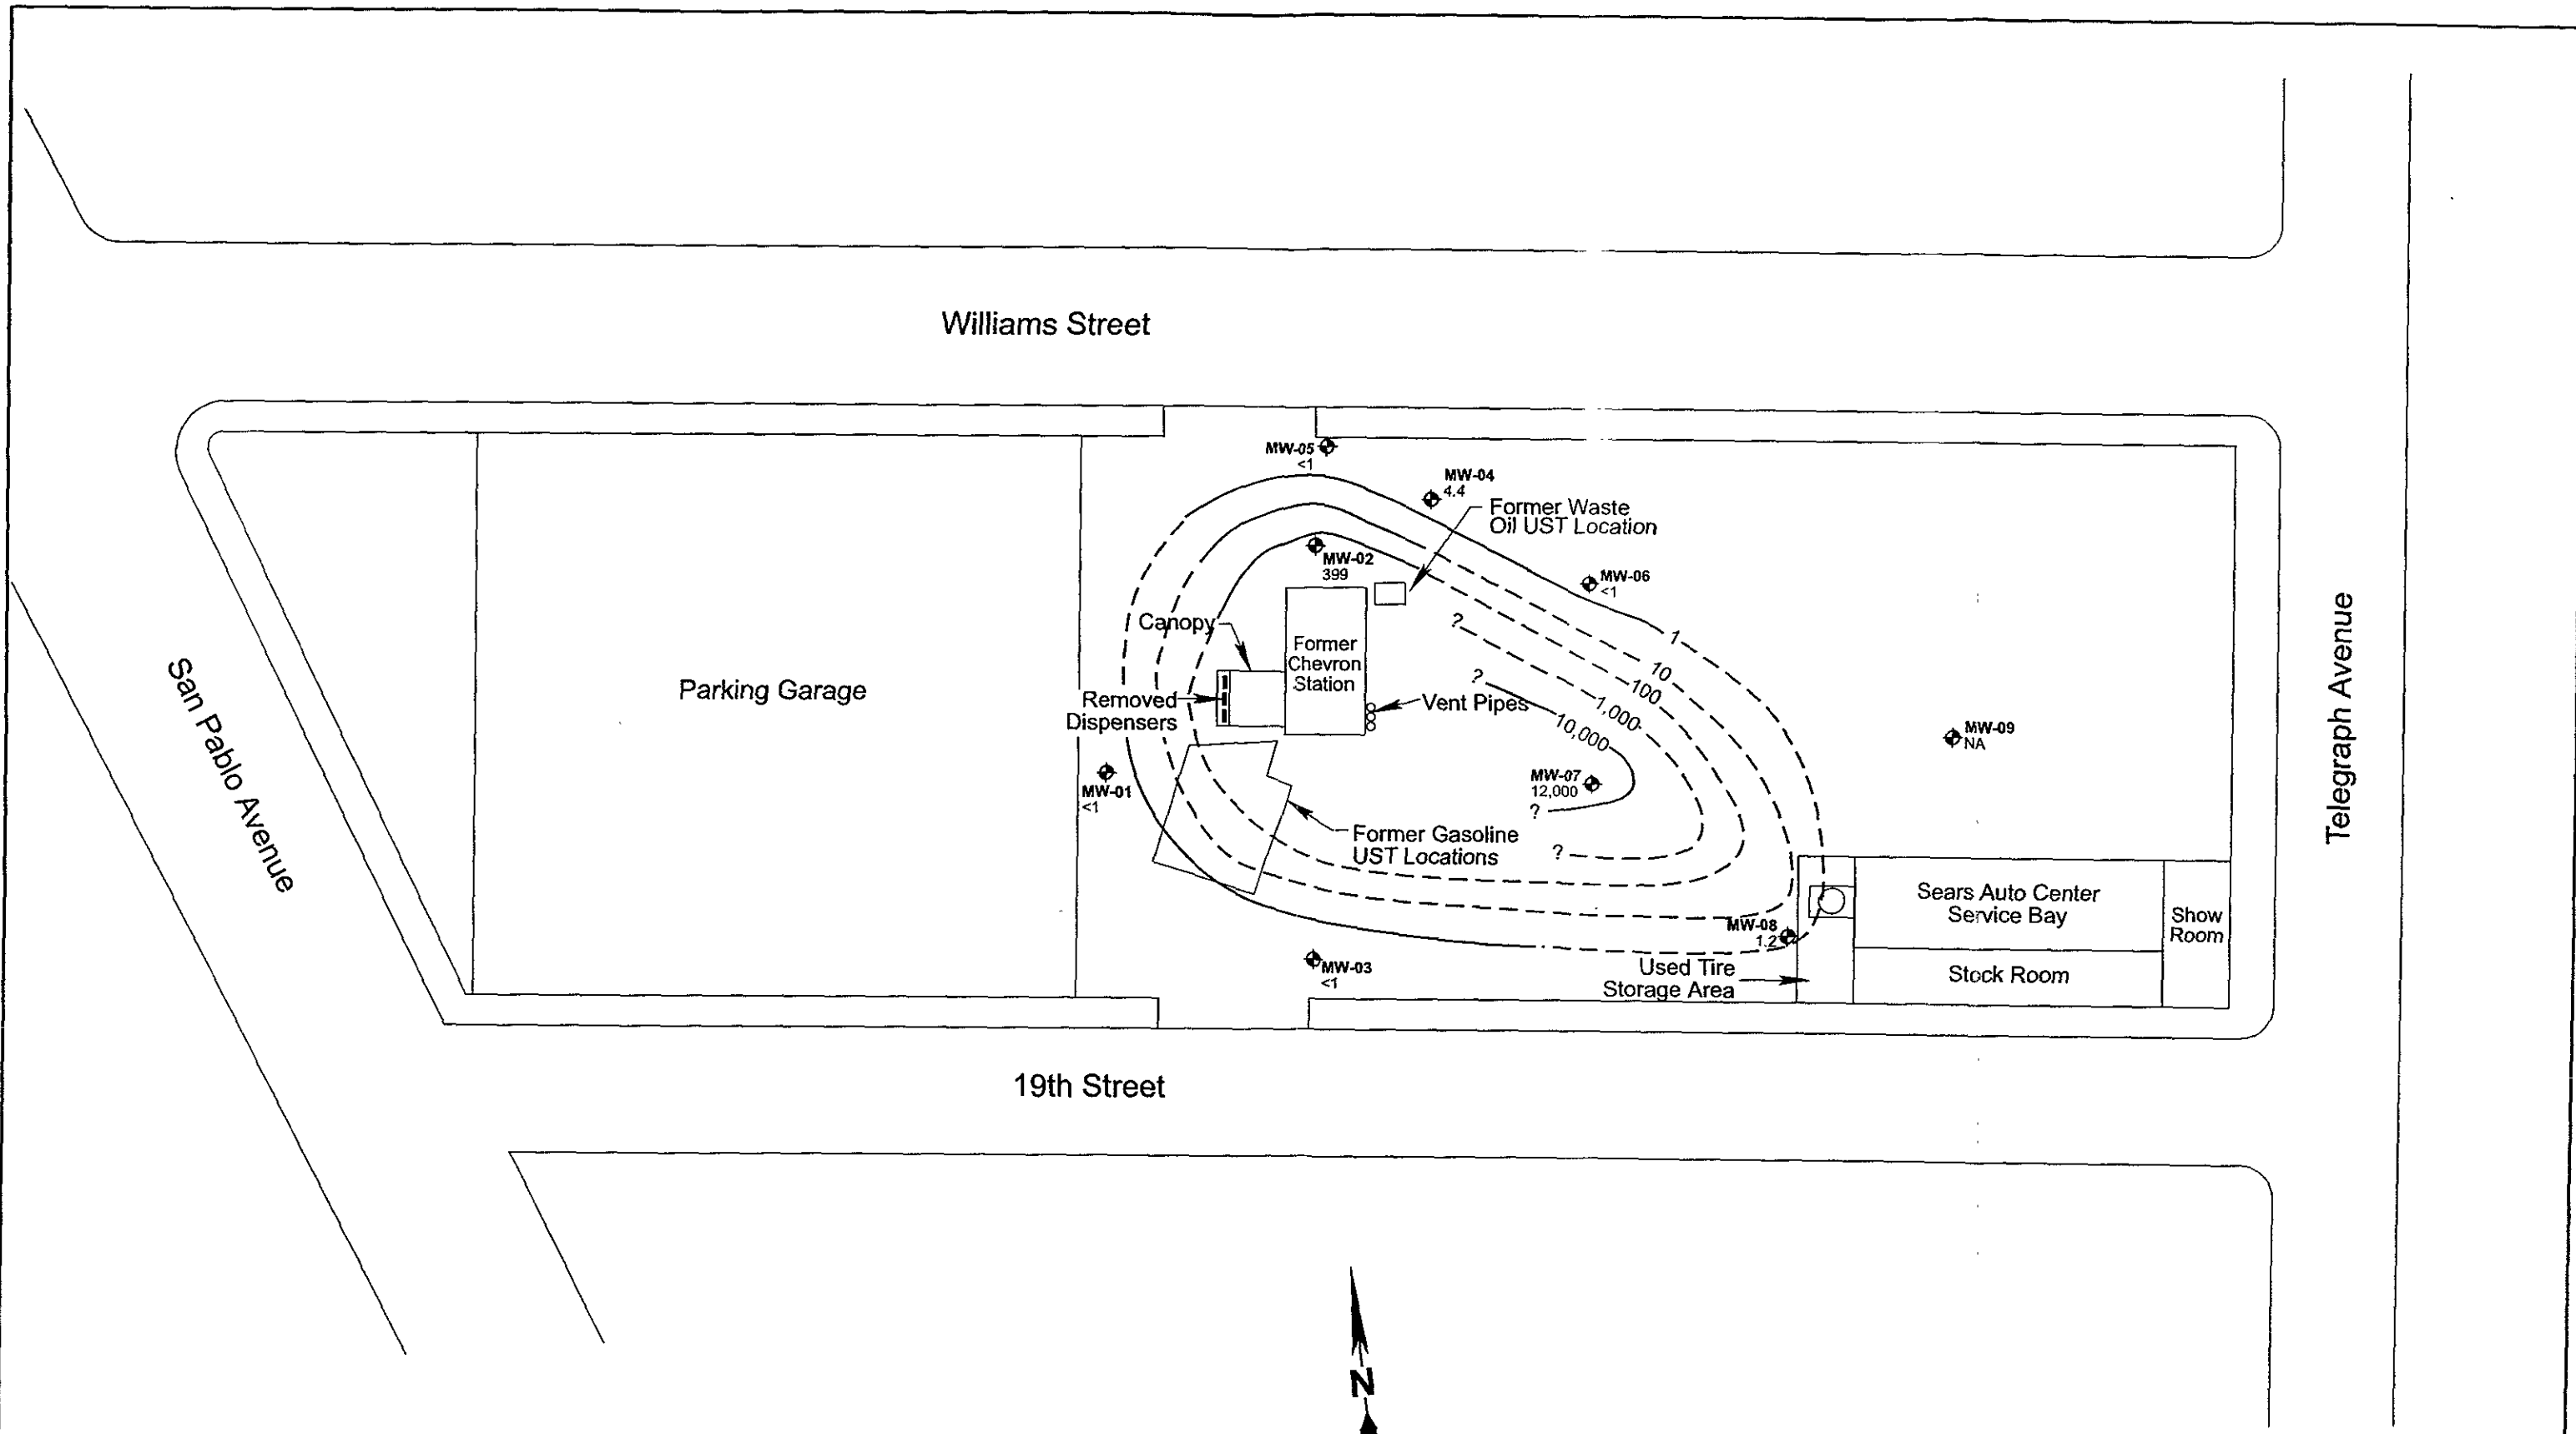 Williams Street
MW-05
<1
MW-04
4.4
Former Waste
Oil UST Location
MW-02
399
MW-06
<1
Canopy
Former
Chevron
Station
?
1
10
100
1,000
10,000
?
Parking Garage
Removed
Dispensers
Vent Pipes
San Pablo Avenue
Telegraph Avenue
MW-09
NA
MW-01
<1
MW-07
12,000
?
Former Gasoline
UST Locations
?
Sears Auto Center
Service Bay
Show
Room
MW-08
1.2
MW-03
<1
Used Tire
Storage Area
Stock Room
19th Street
N